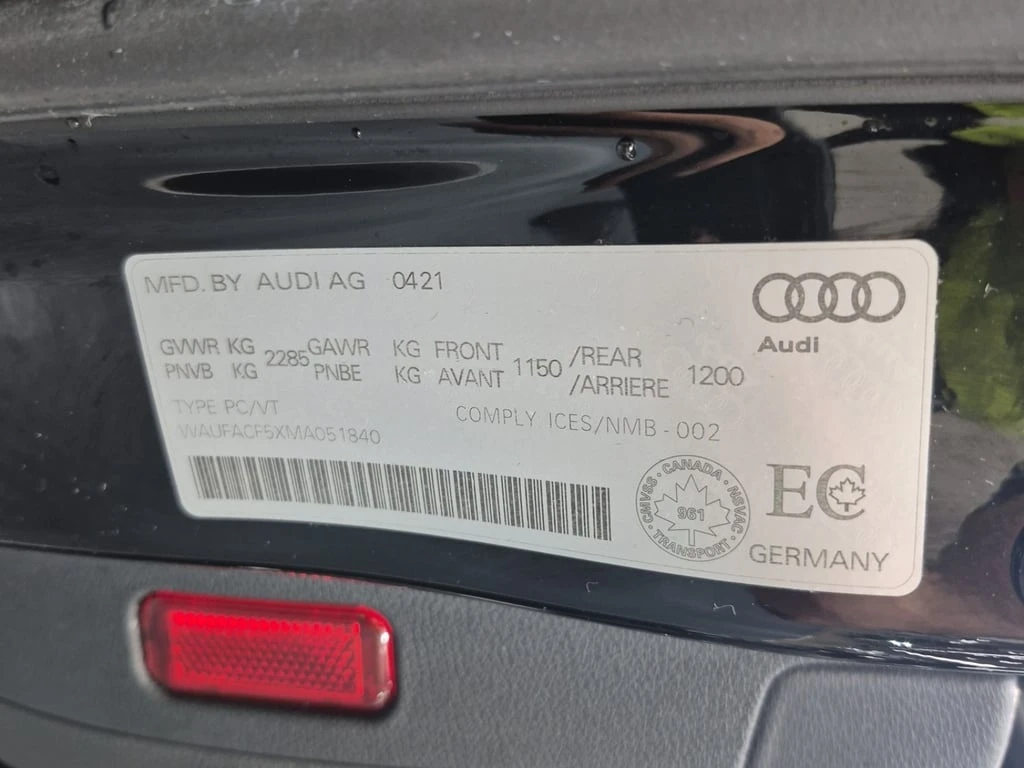 MFD. BY AUDI AG 0421
Audi
GVWR KG 2285 GAWR KG FRONT 1150 /REAR 1200
PNVB KG PNBE KG AVANT /ARRIERE
TYPE PC/VT
COMPLY ICES/NMB-002
WAUFACF5XMA051840
CANADA · NSVAC · TRANSPORT · CMVSS ·
961
EC
GERMANY